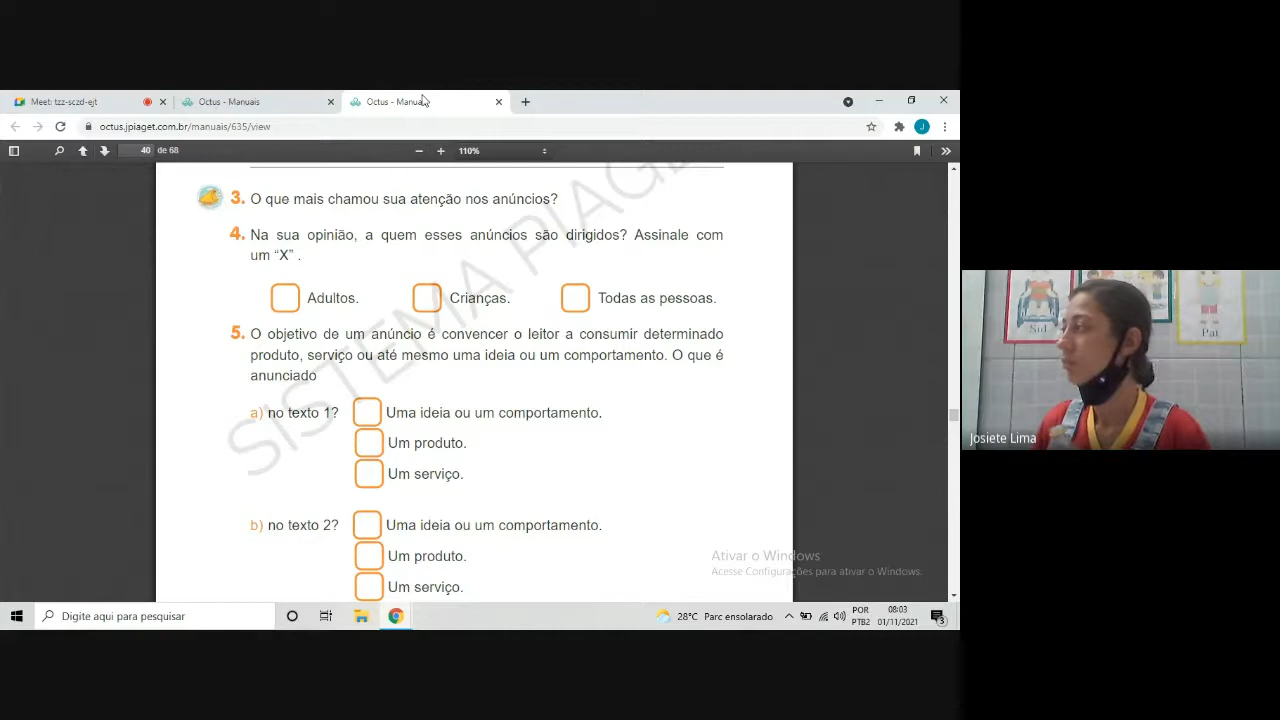 Meet: tzz-sczd-ejt
Octus - Manuais
Octus - Manuais
octus.jpiaget.com.br/manuais/635/view
40 de 68
110%
SISTEMA PIAGET
3. O que mais chamou sua atenção nos anúncios?
4. Na sua opinião, a quem esses anúncios são dirigidos? Assinale com
um “X” .
Adultos. Crianças. Todas as pessoas.
5. O objetivo de um anúncio é convencer o leitor a consumir determinado
produto, serviço ou até mesmo uma ideia ou um comportamento. O que é
anunciado
a) no texto 1? Uma ideia ou um comportamento.
Um produto.
Um serviço.
b) no texto 2? Uma ideia ou um comportamento.
Um produto.
Um serviço.
Ativar o Windows
Acesse Configurações para ativar o Windows.
Digite aqui para pesquisar
28°C Parc ensolarado
POR
PTB2
08:03
01/11/2021
3
J
Sid
Pat
Josiete Lima